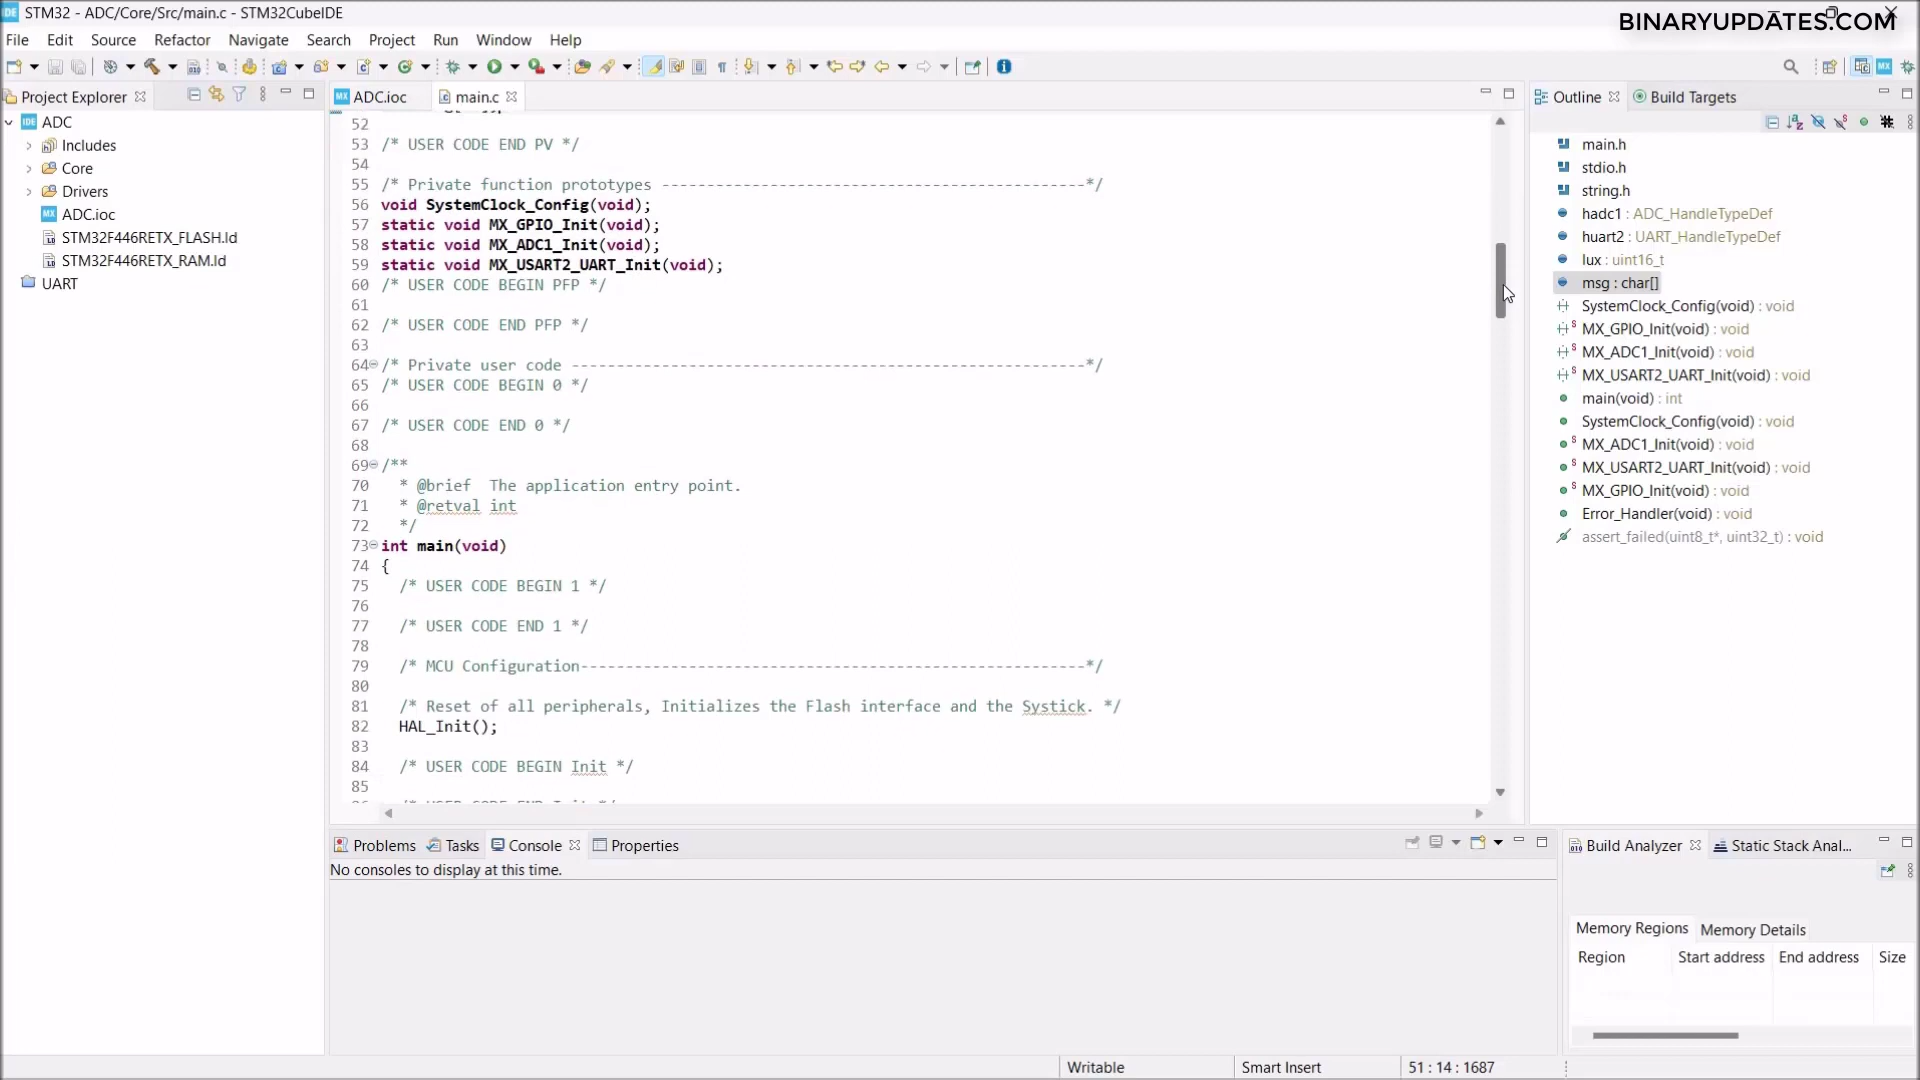 STM32 - ADC/Core/Src/main.c - STM32CubeIDE
BINARYUPDATES.COM
File Edit Source Refactor Navigate Search Project Run Window Help
Project Explorer
ADC.ioc
main.c
Outline
Build Targets
ADC
Includes
Core
Drivers
ADC.ioc
STM32F446RETX_FLASH.ld
STM32F446RETX_RAM.ld
UART
52
53 /* USER CODE END PV */
54
55 /* Private function prototypes -----------------------------------------------*/
56 void SystemClock_Config(void);
57 static void MX_GPIO_Init(void);
58 static void MX_ADC1_Init(void);
59 static void MX_USART2_UART_Init(void);
60 /* USER CODE BEGIN PFP */
61
62 /* USER CODE END PFP */
63
64 /* Private user code ---------------------------------------------------------*/
65 /* USER CODE BEGIN 0 */
66
67 /* USER CODE END 0 */
68
69 /**
70 * @brief  The application entry point.
71 * @retval int
72 */
73 int main(void)
74 {
75 /* USER CODE BEGIN 1 */
76
77 /* USER CODE END 1 */
78
79 /* MCU Configuration--------------------------------------------------------*/
80
81 /* Reset of all peripherals, Initializes the Flash interface and the Systick. */
82 HAL_Init();
83
84 /* USER CODE BEGIN Init */
85
main.h
stdio.h
string.h
hadc1 : ADC_HandleTypeDef
huart2 : UART_HandleTypeDef
lux : uint16_t
msg : char[]
SystemClock_Config(void) : void
MX_GPIO_Init(void) : void
MX_ADC1_Init(void) : void
MX_USART2_UART_Init(void) : void
main(void) : int
SystemClock_Config(void) : void
MX_ADC1_Init(void) : void
MX_USART2_UART_Init(void) : void
MX_GPIO_Init(void) : void
Error_Handler(void) : void
assert_failed(uint8_t*, uint32_t) : void
Problems Tasks Console Properties
No consoles to display at this time.
Build Analyzer
Static Stack Anal...
Memory Regions Memory Details
Region Start address End address Size
Writable Smart Insert 51 : 14 : 1687